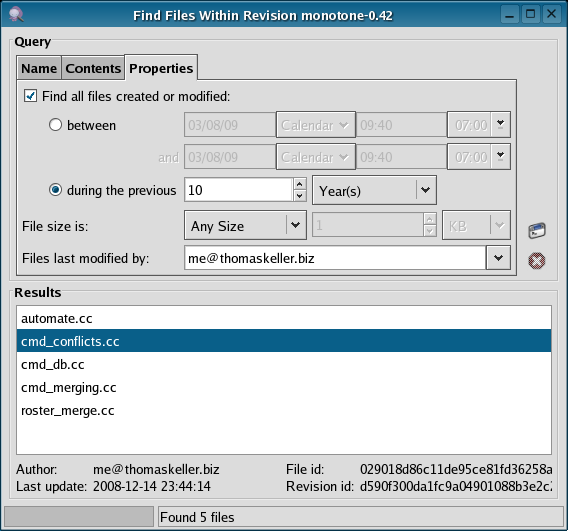 Find Files Within Revision monotone-0.42
Query
Name Contents Properties
Find all files created or modified:
between 03/08/09 Calendar 09:40 07:00
and 03/08/09 Calendar 09:40 07:00
during the previous 10 Year(s)
File size is: Any Size 1 KB
Files last modified by: me@thomaskeller.biz
Results
automate.cc
cmd_conflicts.cc
cmd_db.cc
cmd_merging.cc
roster_merge.cc
Author: me@thomaskeller.biz File id: 029018d86c11de95ce81fd36258a
Last update: 2008-12-14 23:44:14 Revision id: d590f300da1fc9a04901088b3e2c
Found 5 files